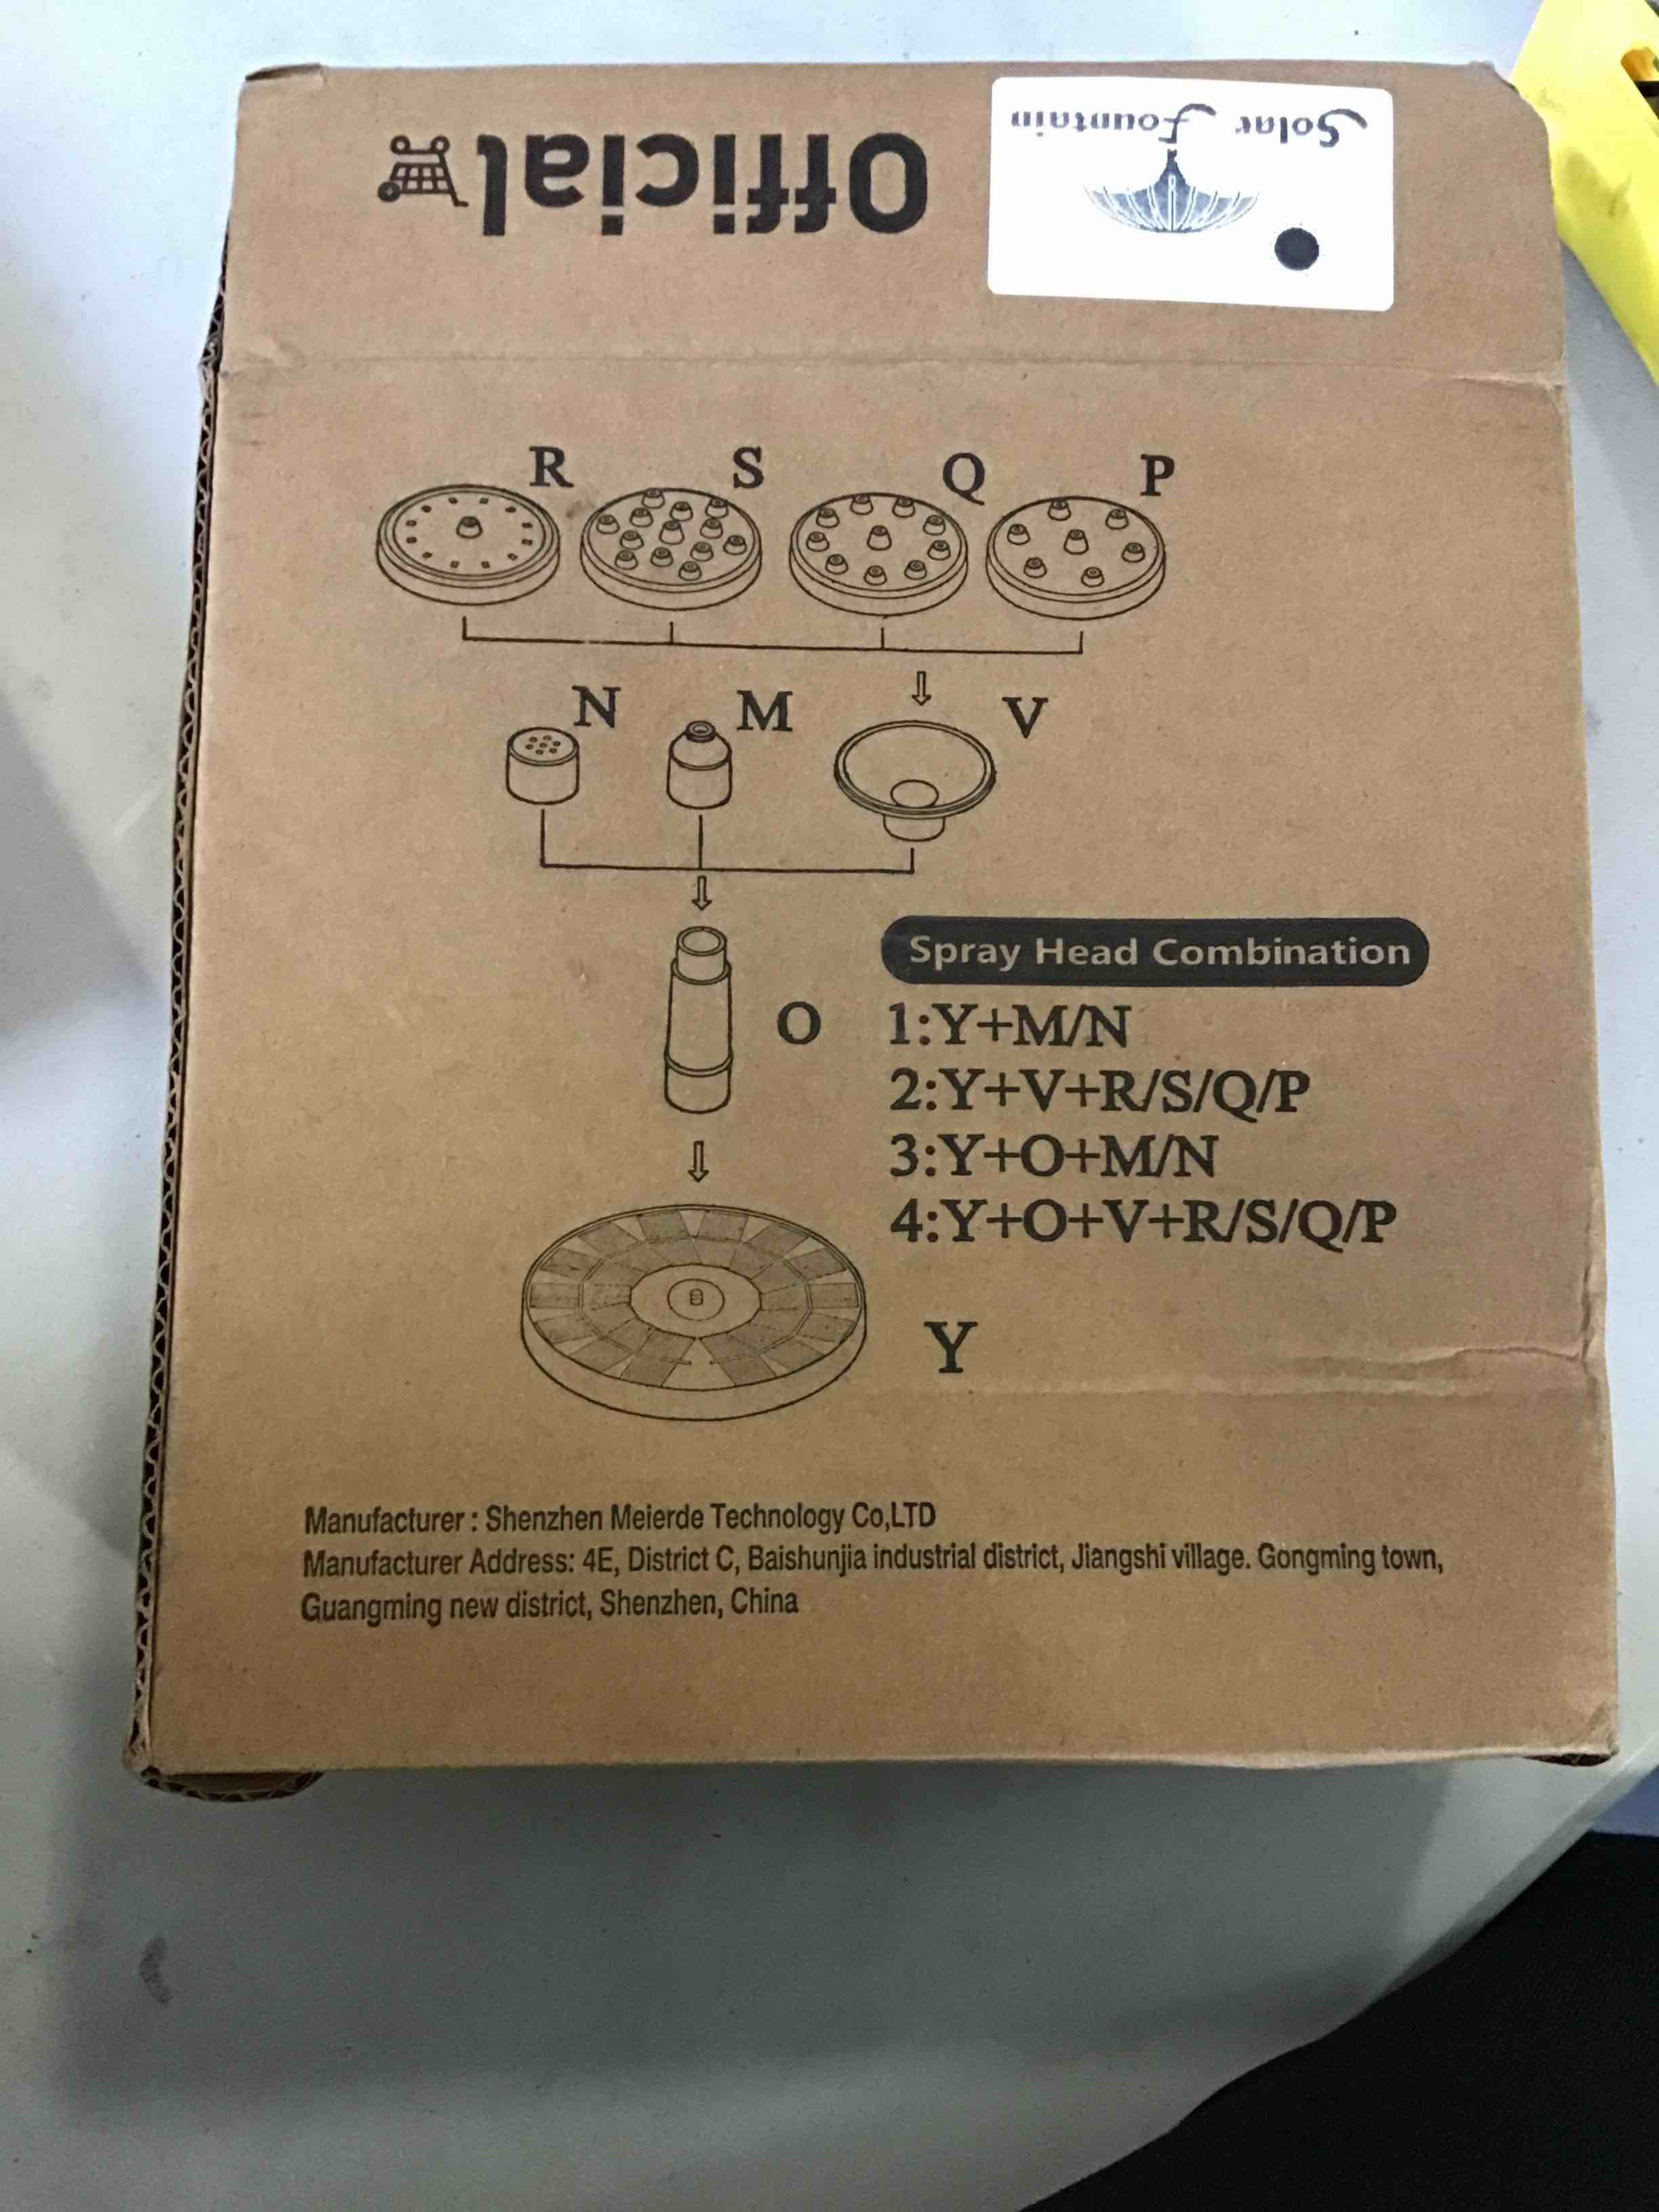 Official
Solar Fountain
R S Q P
N M V
O
Spray Head Combination
1:Y+M/N
2:Y+V+R/S/Q/P
3:Y+O+M/N
4:Y+O+V+R/S/Q/P
Y
Manufacturer : Shenzhen Meierde Technology Co,LTD
Manufacturer Address: 4E, District C, Baishunjia industrial district, Jiangshi village. Gongming town,
Guangming new district, Shenzhen, China